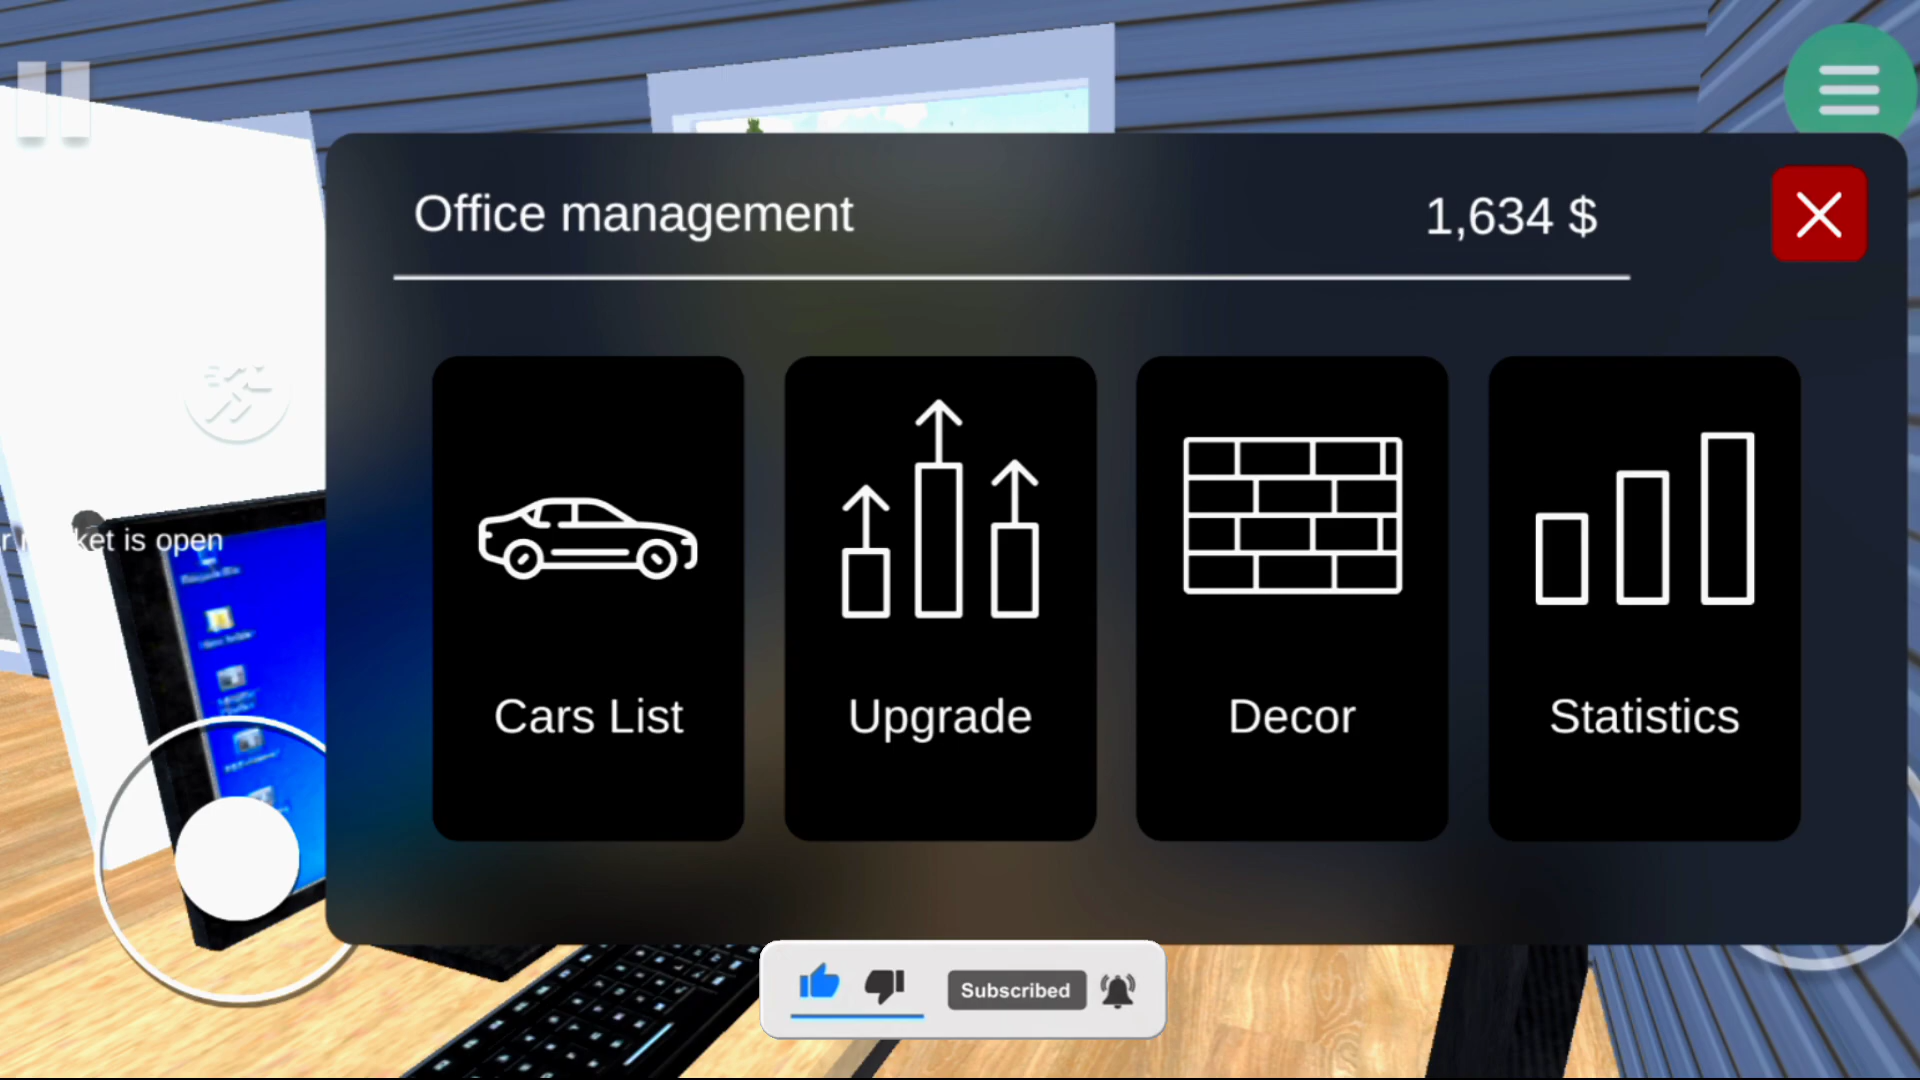 Office management
1,634 $
ket is open
Cars List
Upgrade
Decor
Statistics
Subscribed